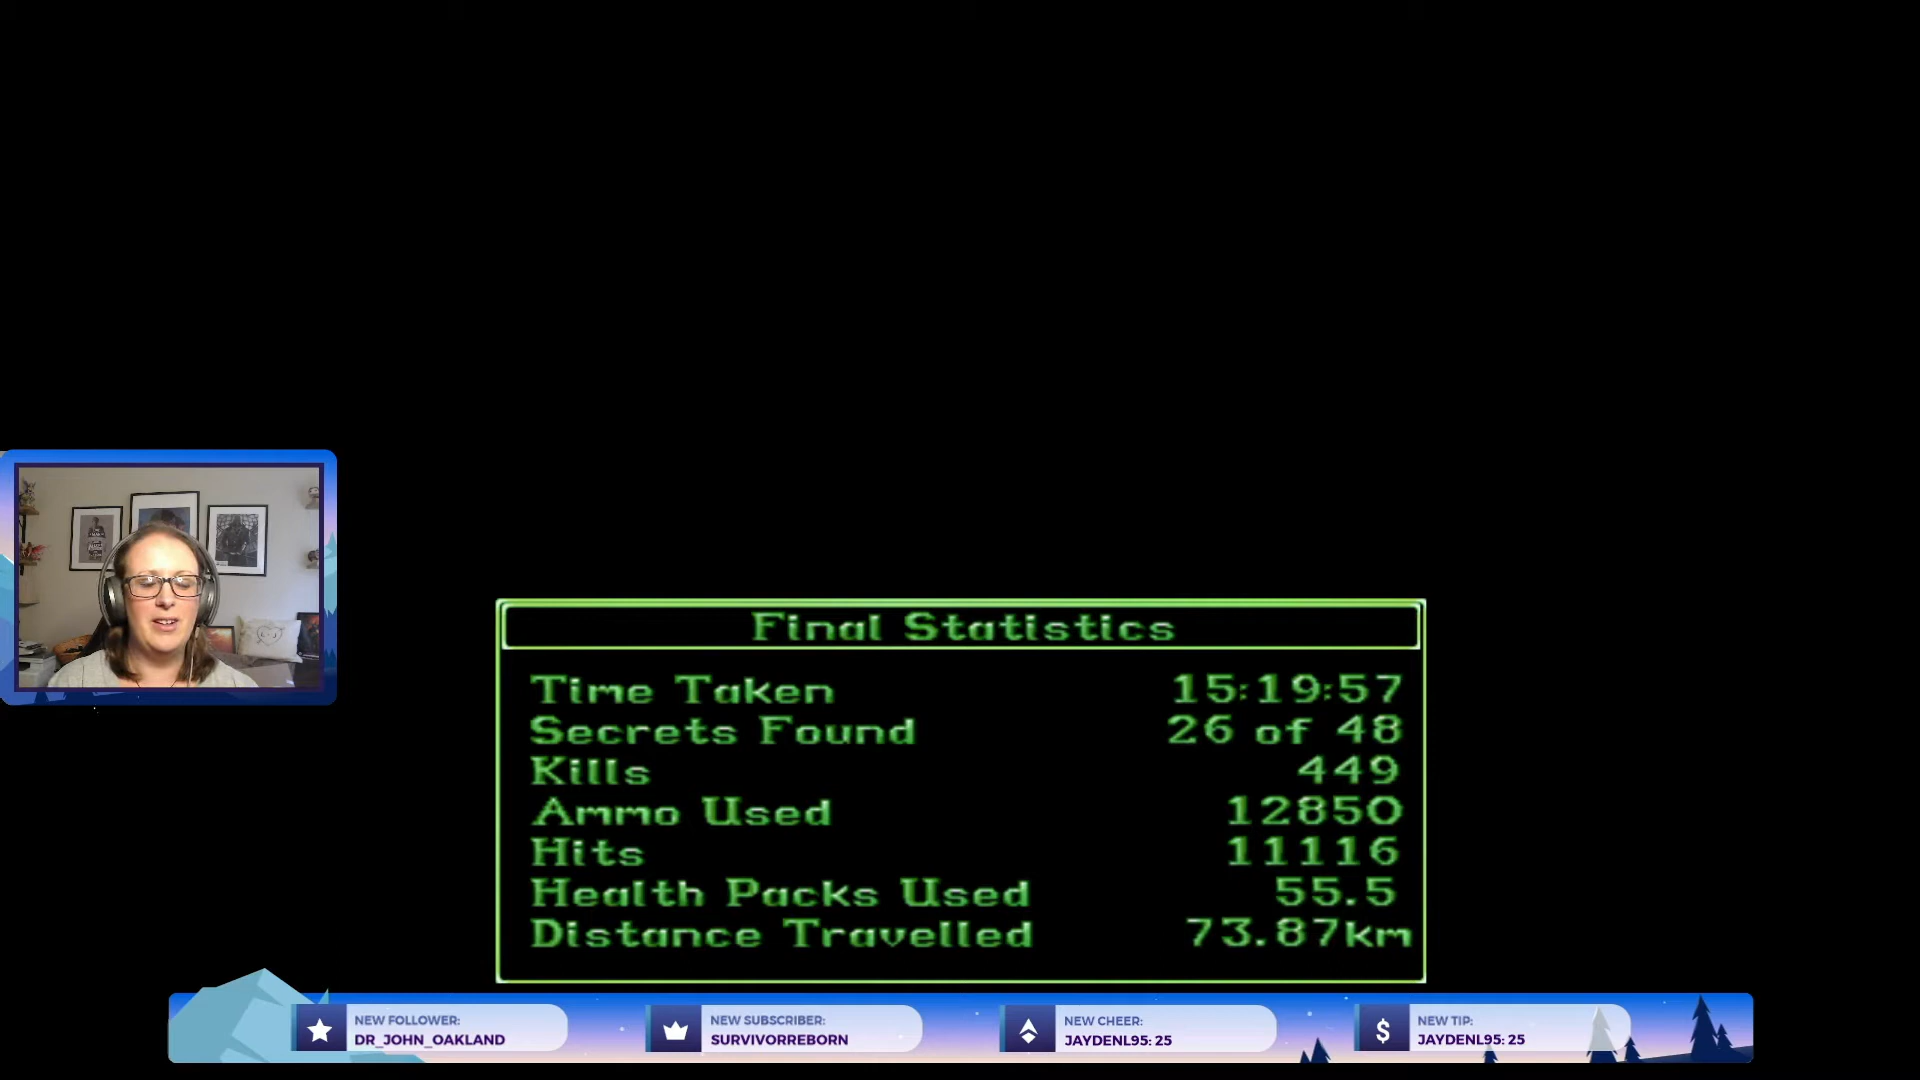 Final Statistics
Time Taken 15:19:57
Secrets Found 26 of 48
Kills 449
Ammo Used 12850
Hits 11116
Health Packs Used 55.5
Distance Travelled 73.87km
NEW FOLLOWER:
DR_JOHN_OAKLAND
NEW SUBSCRIBER:
SURVIVORREBORN
NEW CHEER:
JAYDENL95: 25
NEW TIP:
JAYDENL95: 25